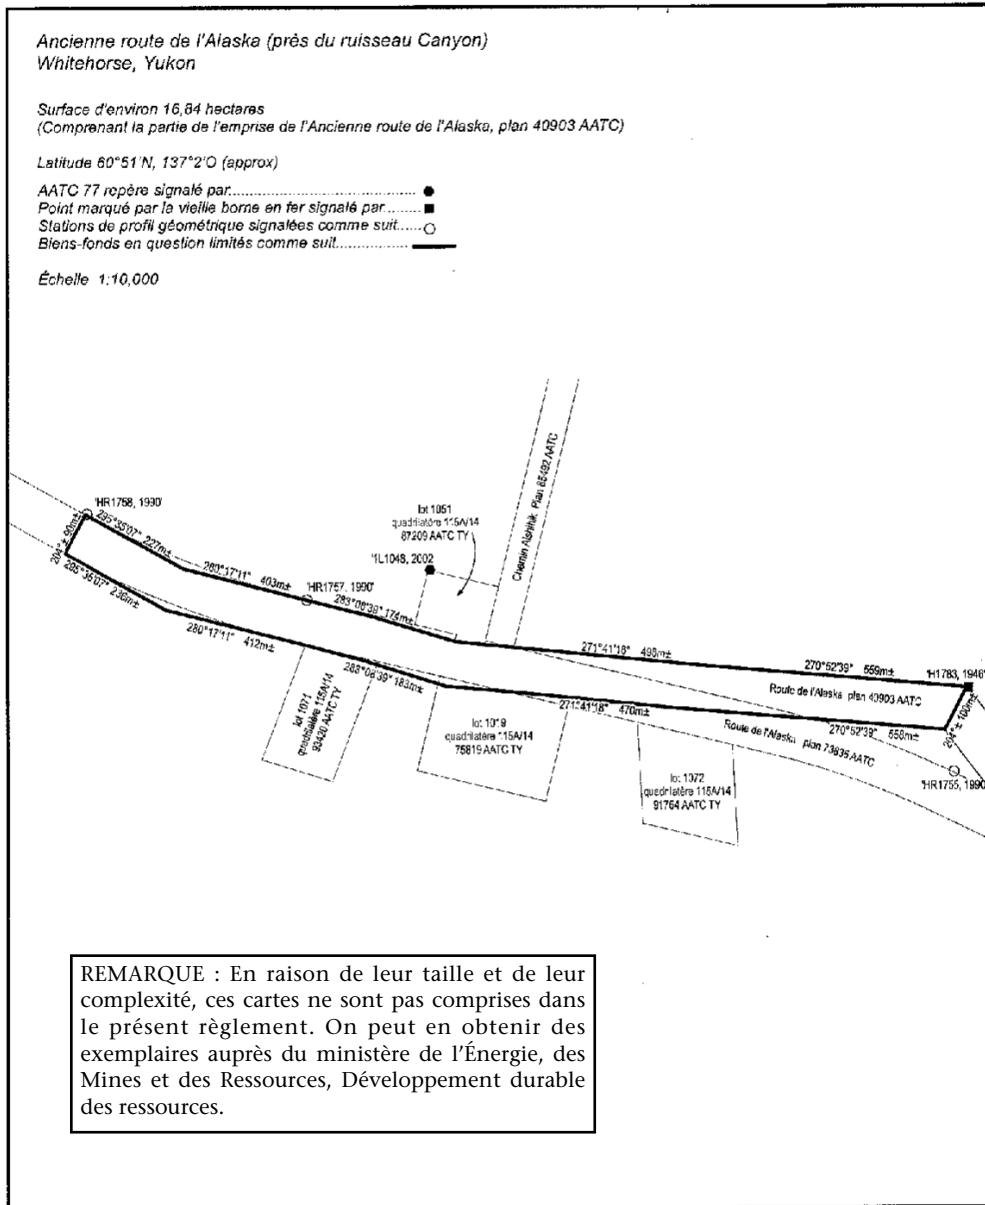 Ancienne route de l'Alaska (près du ruisseau Canyon)
Whitehorse, Yukon
Surface d'environ 16,84 hectares
(Comprenant la partie de l'emprise de l'Ancienne route de l'Alaska, plan 40903 AATC)
Latitude 60°51'N, 137°2'O (approx)
AATC 77 repère signalé par
Point marqué par la vieille borne en fer signalé par
Stations de profil géométrique signalées comme suit
Biens-fonds en question limités comme suit
Échelle 1:10,000
Chemin Aishihik Plan 65492 AATC
'HR1758, 1990'
295°35'07" 227m±
204° ± 90m±
295°35'07" 236m±
280°17'11" 403m±
'HR1757, 1990'
283°08'39" 174m±
lot 1051
quadrilatère 115A/14
87209 AATC TY
'1L1048, 2002
280°17'11" 412m±
283°08'39" 183m±
271°41'18" 498m±
270°52'39" 559m±
'H1783, 1946'
Route de l'Alaska plan 40903 AATC
204° ± 100m±
271°41'18" 470m±
Route de l'Alaska plan 73835 AATC
270°52'39" 558m±
'HR1755, 1990'
lot 1071
quadrilatère 115A/14
93420 AATC TY
lot 1019
quadrilatère 115A/14
75819 AATC TY
lot 1372
quadrilatère 115A/14
91764 AATC TY
REMARQUE : En raison de leur taille et de leur
complexité, ces cartes ne sont pas comprises dans
le présent règlement. On peut en obtenir des
exemplaires auprès du ministère de l'Énergie, des
Mines et des Ressources, Développement durable
des ressources.